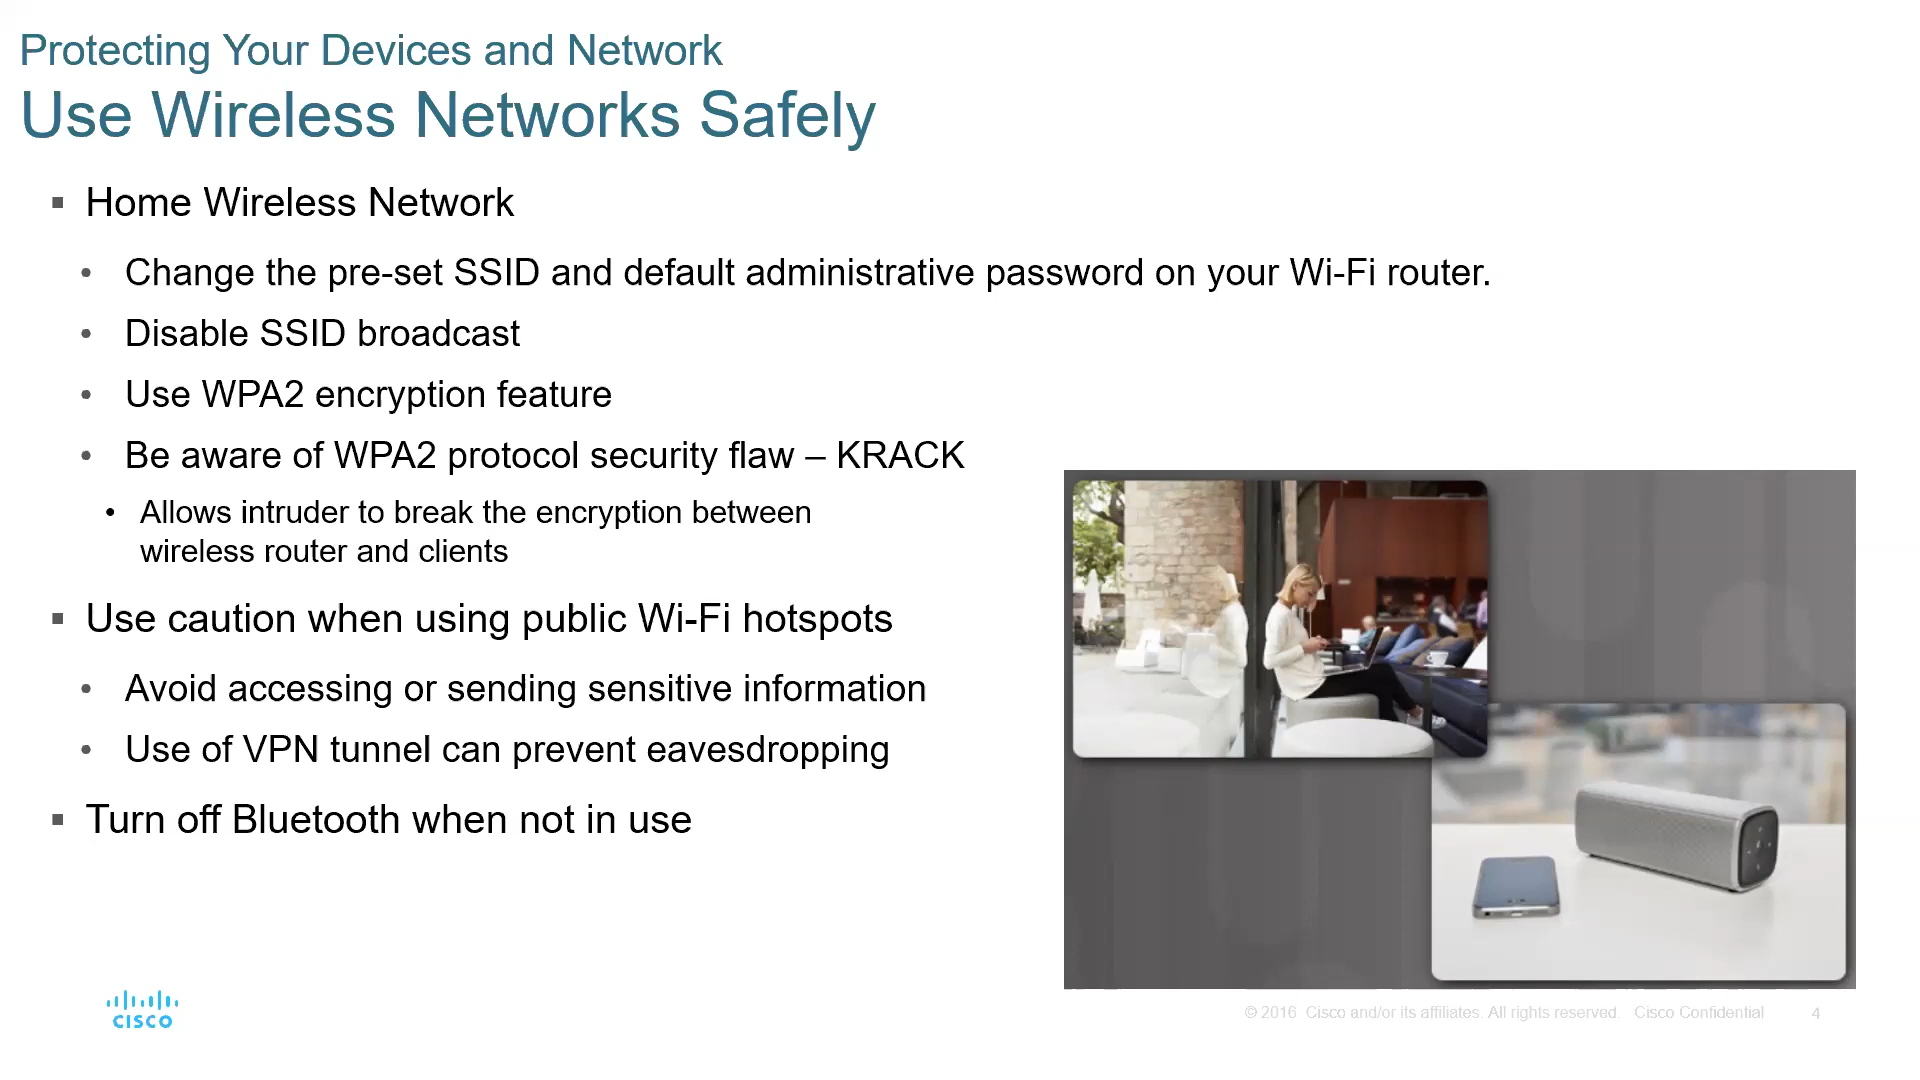 Protecting Your Devices and Network
Use Wireless Networks Safely
▪ Home Wireless Network
• Change the pre-set SSID and default administrative password on your Wi-Fi router.
• Disable SSID broadcast
• Use WPA2 encryption feature
• Be aware of WPA2 protocol security flaw – KRACK
• Allows intruder to break the encryption between
wireless router and clients
▪ Use caution when using public Wi-Fi hotspots
• Avoid accessing or sending sensitive information
• Use of VPN tunnel can prevent eavesdropping
▪ Turn off Bluetooth when not in use
CISCO
© 2016 Cisco and/or its affiliates. All rights reserved. Cisco Confidential 4